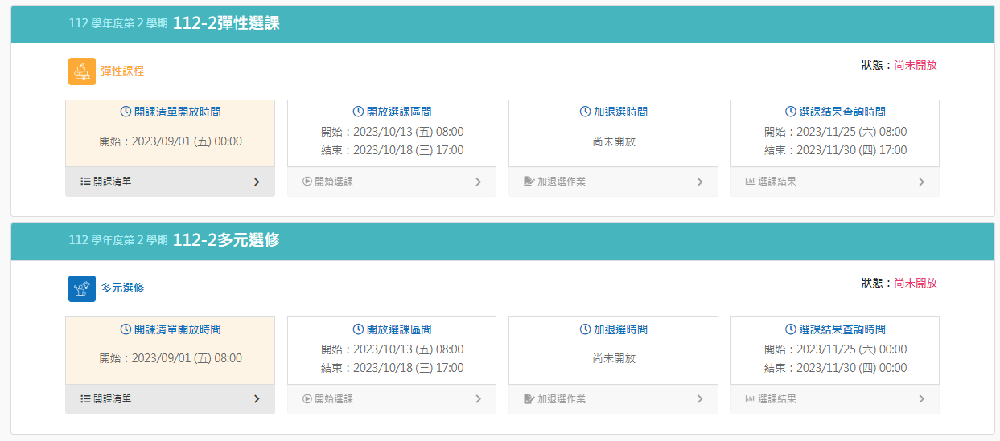 112 學年度第 2 學期 112-2彈性選課
彈性課程
狀態：尚未開放
開課清單開放時間
開始：2023/09/01 (五) 00:00
開課清單
開放選課區間
開始：2023/10/13 (五) 08:00
結束：2023/10/18 (三) 17:00
開始選課
加退選時間
尚未開放
加退選作業
選課結果查詢時間
開始：2023/11/25 (六) 08:00
結束：2023/11/30 (四) 17:00
選課結果
112 學年度第 2 學期 112-2多元選修
多元選修
狀態：尚未開放
開課清單開放時間
開始：2023/09/01 (五) 08:00
開課清單
開放選課區間
開始：2023/10/13 (五) 08:00
結束：2023/10/18 (三) 17:00
開始選課
加退選時間
尚未開放
加退選作業
選課結果查詢時間
開始：2023/11/25 (六) 00:00
結束：2023/11/30 (四) 00:00
選課結果